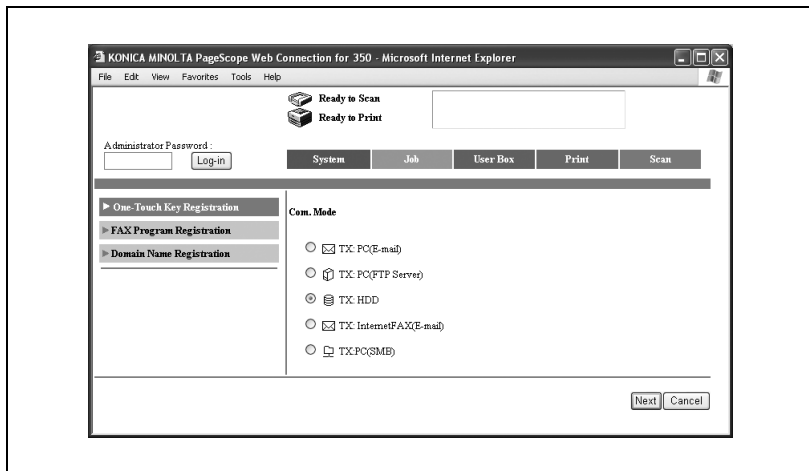 KONICA MINOLTA PageScope Web Connection for 350 - Microsoft Internet Explorer
File Edit View Favorites Tools Help
Ready to Scan
Ready to Print
Administrator Password :
Log-in
System Job User Box Print Scan
One-Touch Key Registration
FAX Program Registration
Domain Name Registration
Com. Mode
TX: PC(E-mail)
TX: PC(FTP Server)
TX: HDD
TX: InternetFAX(E-mail)
TX:PC(SMB)
Next Cancel